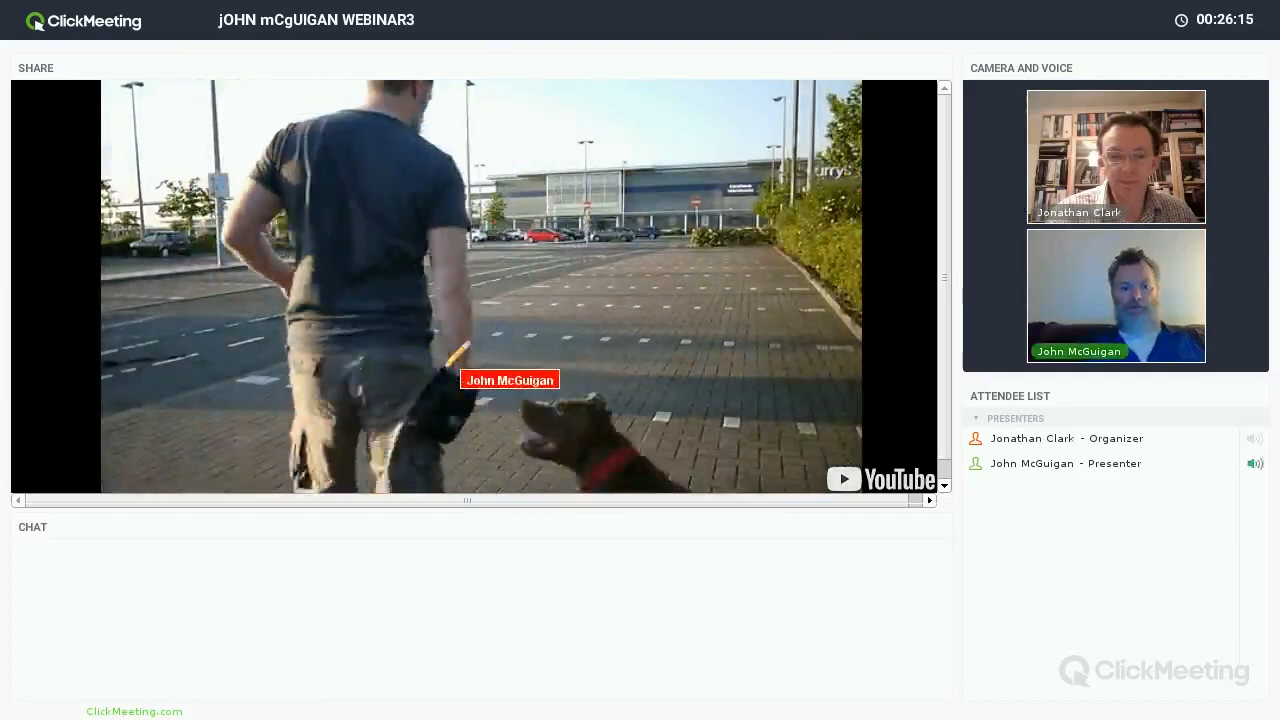 ClickMeeting
jOHN mCgUIGAN WEBINAR3
00:26:15
SHARE
urrys
John McGuigan
YouTube
CHAT
ClickMeeting.com
CAMERA AND VOICE
Jonathan Clark
John McGuigan
ATTENDEE LIST
PRESENTERS
Jonathan Clark - Organizer
John McGuigan - Presenter
ClickMeeting